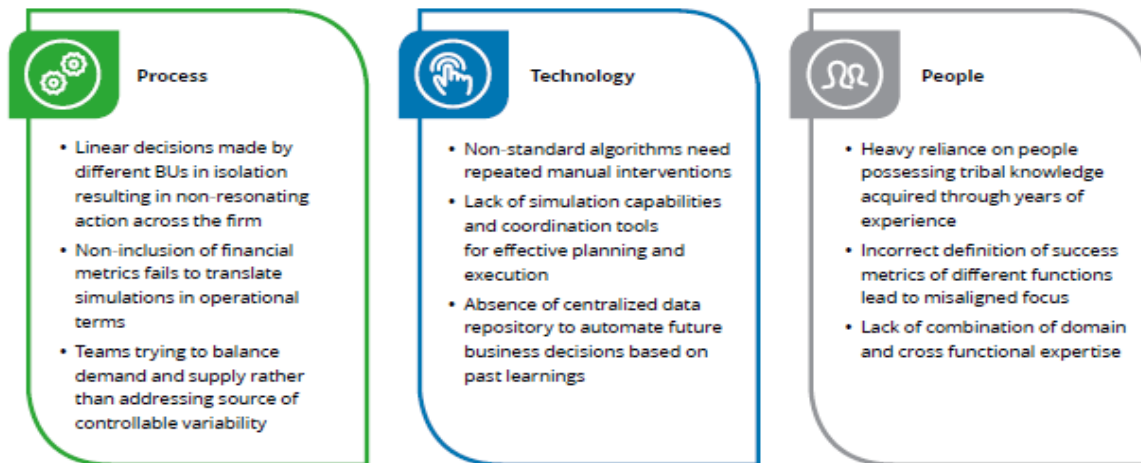 Process
• Linear decisions made by
different BUs in isolation
resulting in non-resonating
action across the firm
• Non-inclusion of financial
metrics fails to translate
simulations in operational
terms
• Teams trying to balance
demand and supply rather
than addressing source of
controllable variability
Technology
• Non-standard algorithms need
repeated manual interventions
• Lack of simulation capabilities
and coordination tools
for effective planning and
execution
• Absence of centralized data
repository to automate future
business decisions based on
past learnings
People
• Heavy reliance on people
possessing tribal knowledge
acquired through years of
experience
• Incorrect definition of success
metrics of different functions
lead to misaligned focus
• Lack of combination of domain
and cross functional expertise